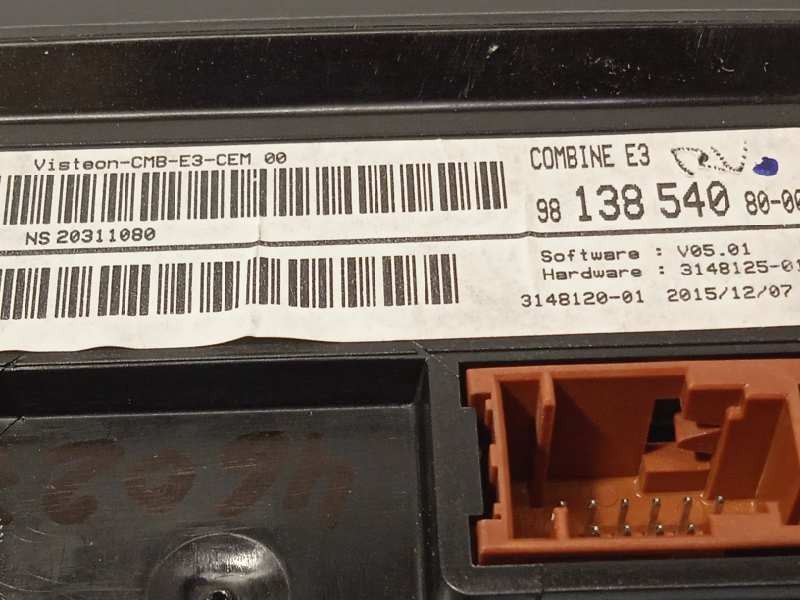 Visteon-CMB-E3-CEM 00
NS 20311080
COMBINE E3
98 138 540 80-00
Software : V05.01
Hardware : 3148125-01
3148120-01 2015/12/07